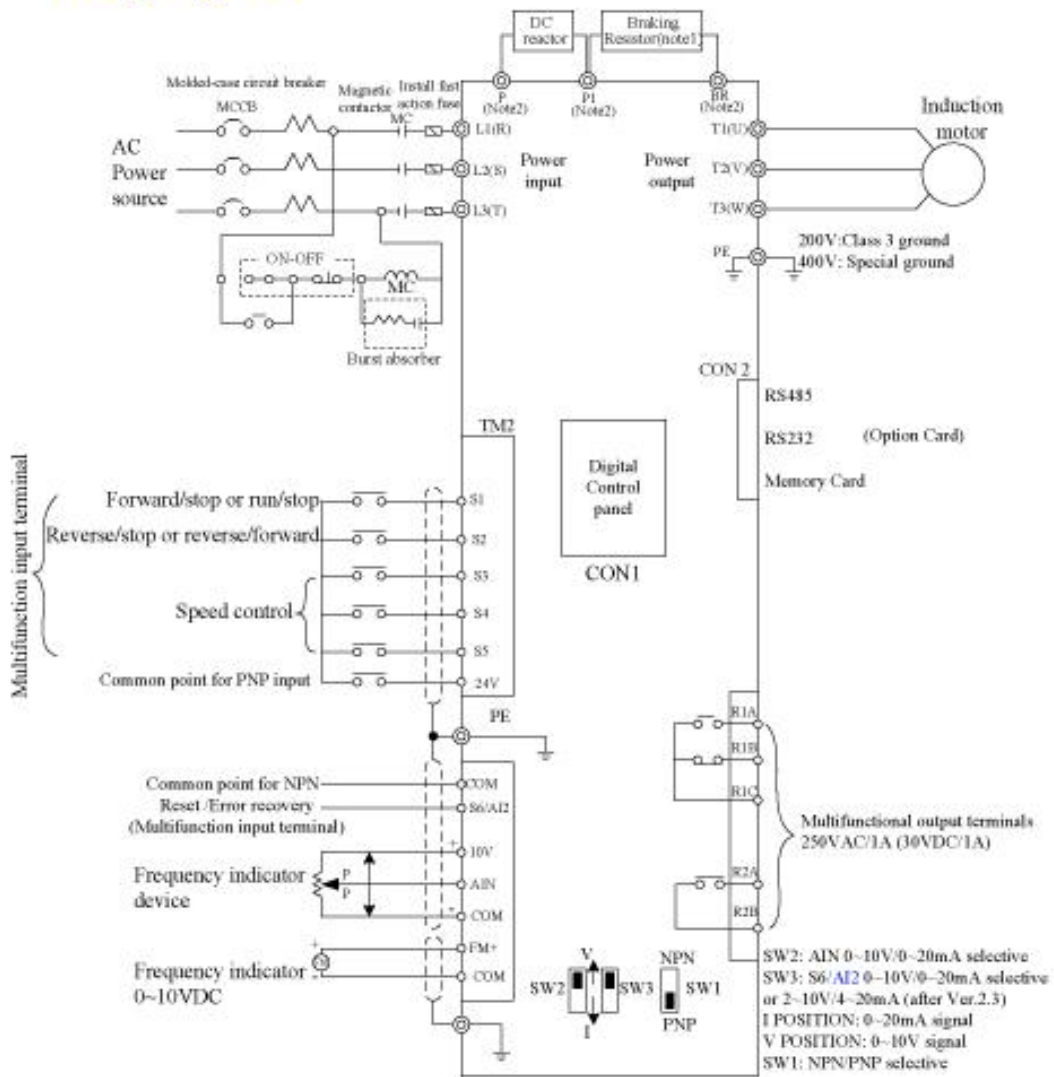 DC
reactor
Braking
Resistor(note1)
Molded-case circuit breaker
MCCB
Magnetic
contactor
MC
Install fast
action fuse
P
(Note2)
P1
(Note2)
BR
(Note2)
AC
Power
source
L1(R)
L2(S)
L3(T)
Power
input
Power
output
T1(U)
T2(V)
T3(W)
Induction
motor
PE
200V:Class 3 ground
400V: Special ground
ON-OFF
MC
Burst absorber
CON 2
RS485
RS232
(Option Card)
Memory Card
TM2
Digital
Control
panel
CON1
Multifunction input terminal
Forward/stop or run/stop
S1
Reverse/stop or reverse/forward
S2
S3
Speed control
S4
S5
Common point for PNP input
24V
PE
Common point for NPN
COM
Reset /Error recovery
S6/AI2
(Multifunction input terminal)
+
10V
Frequency indicator
device
P
P
AIN
-
COM
+
FM+
Frequency indicator
0~10VDC
-
COM
R1A
R1B
R1C
Multifunctional output terminals
250VAC/1A (30VDC/1A)
R2A
R2B
V
SW2
SW3
I
NPN
SW1
PNP
SW2: AIN 0~10V/0~20mA selective
SW3: S6/AI2 0~10V/0~20mA selective
or 2~10V/4~20mA (after Ver.2.3)
I POSITION: 0~20mA signal
V POSITION: 0~10V signal
SW1: NPN/PNP selective